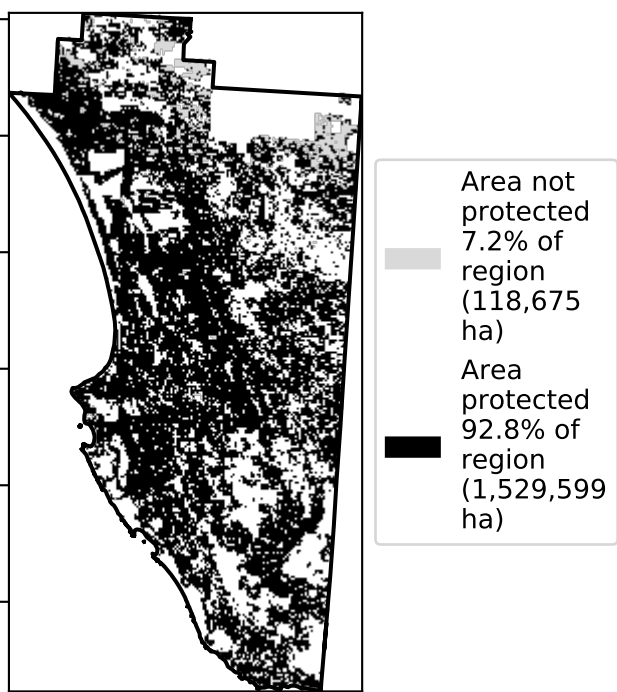 Area not
protected
7.2% of
region
(118,675
ha)
Area
protected
92.8% of
region
(1,529,599
ha)